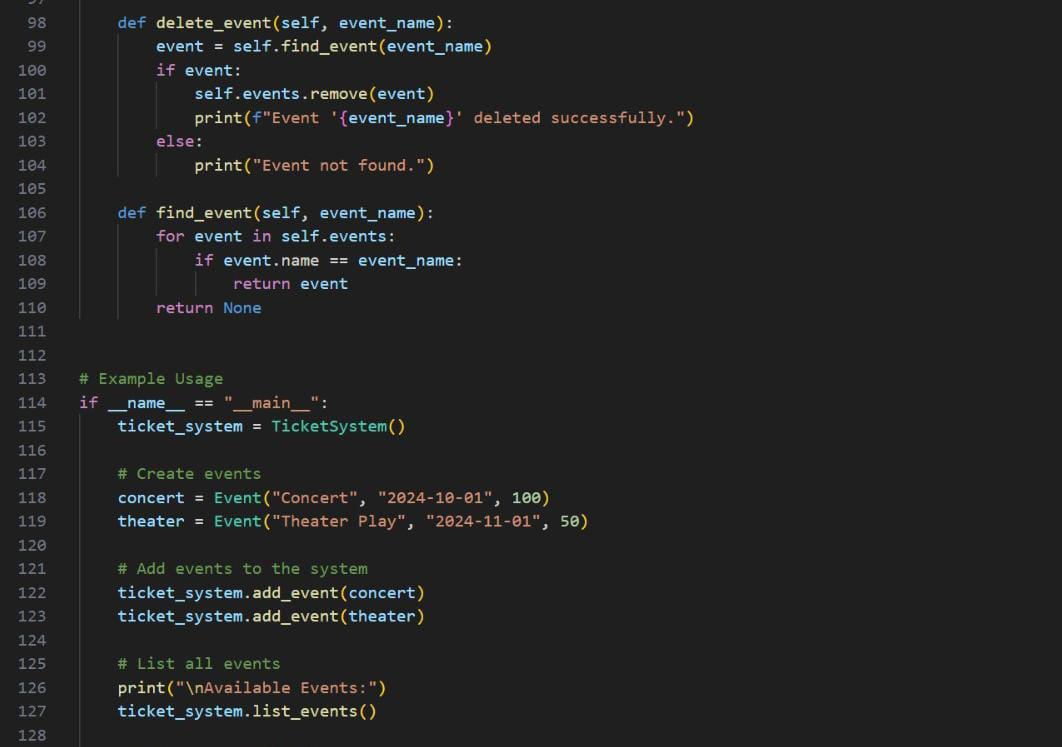 98 def delete_event(self, event_name):
99 event = self.find_event(event_name)
100 if event:
101 self.events.remove(event)
102 print(f"Event '{event_name}' deleted successfully.")
103 else:
104 print("Event not found.")
105
106 def find_event(self, event_name):
107 for event in self.events:
108 if event.name == event_name:
109 return event
110 return None
111
112
113 # Example Usage
114 if __name__ == "__main__":
115 ticket_system = TicketSystem()
116
117 # Create events
118 concert = Event("Concert", "2024-10-01", 100)
119 theater = Event("Theater Play", "2024-11-01", 50)
120
121 # Add events to the system
122 ticket_system.add_event(concert)
123 ticket_system.add_event(theater)
124
125 # List all events
126 print("\nAvailable Events:")
127 ticket_system.list_events()
128